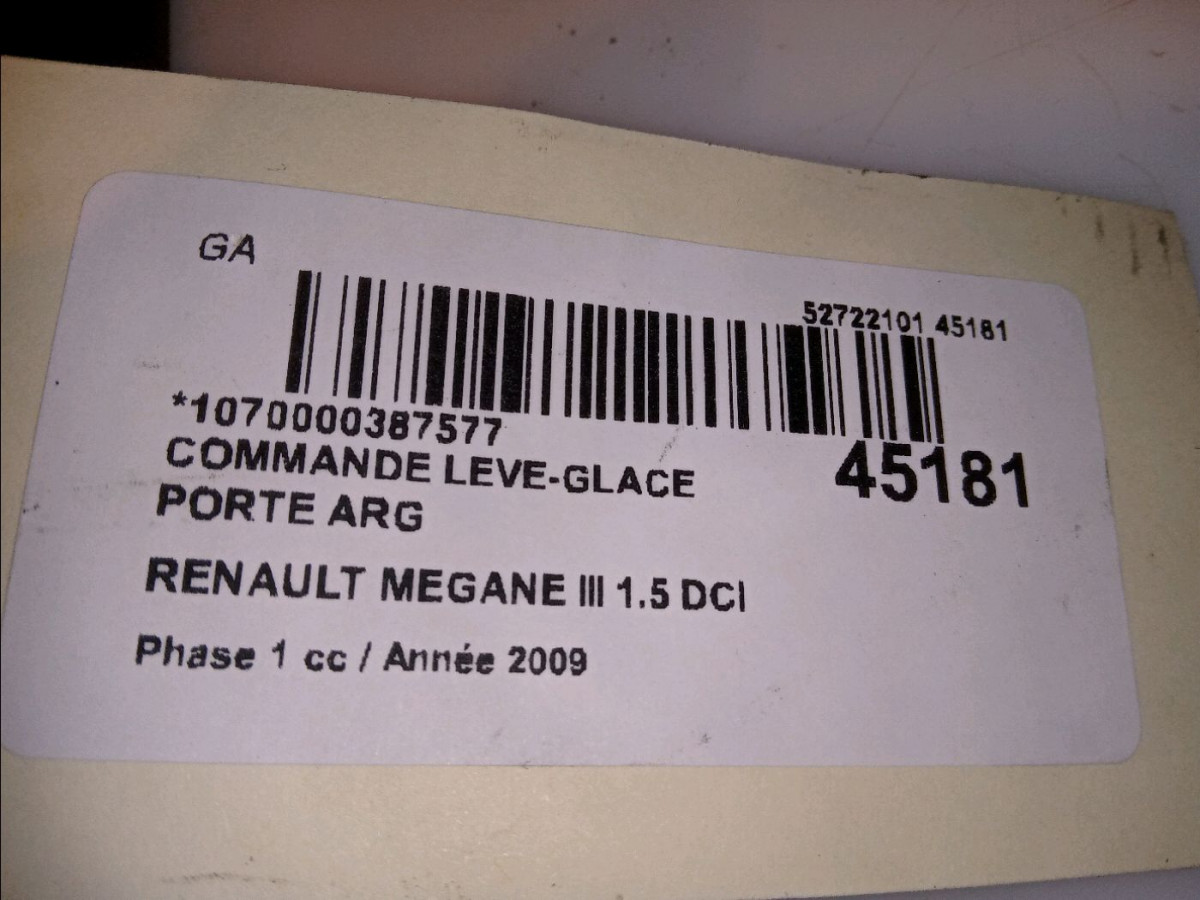 GA
52722101 45181
*1070000387577
45181
COMMANDE LEVE-GLACE
PORTE ARG
RENAULT MEGANE III 1.5 DCI
Phase 1 cc / Année 2009